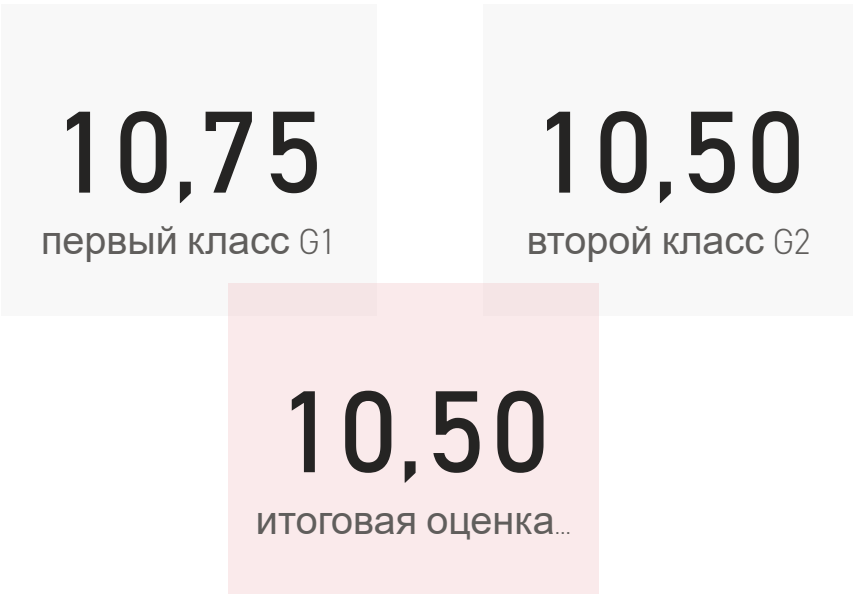 10,75
первый класс G1
10,50
второй класс G2
10,50
итоговая оценка...